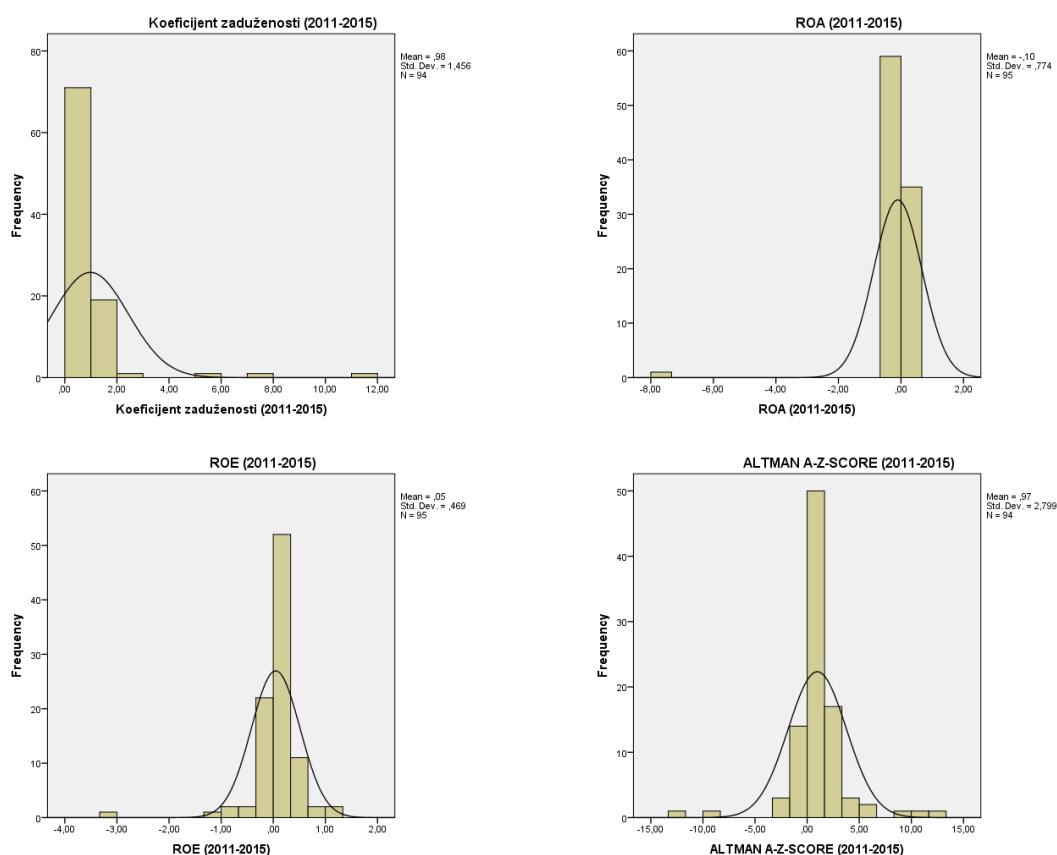 Koeficijent zaduženosti (2011-2015)
Mean = ,98
Std. Dev. = 1,456
N = 94
Frequency
80
60
40
20
0
,00
2,00
4,00
6,00
8,00
10,00
12,00
Koeficijent zaduženosti (2011-2015)
ROA (2011-2015)
Mean = -,10
Std. Dev. = ,774
N = 95
Frequency
60
50
40
30
20
10
0
-8,00
-6,00
-4,00
-2,00
,00
2,00
ROA (2011-2015)
ROE (2011-2015)
Mean = ,05
Std. Dev. = ,469
N = 95
Frequency
60
50
40
30
20
10
0
-4,00
-3,00
-2,00
-1,00
,00
1,00
2,00
ROE (2011-2015)
ALTMAN A-Z-SCORE (2011-2015)
Mean = ,97
Std. Dev. = 2,799
N = 94
Frequency
50
40
30
20
10
0
-15,00
-10,00
-5,00
,00
5,00
10,00
15,00
ALTMAN A-Z-SCORE (2011-2015)